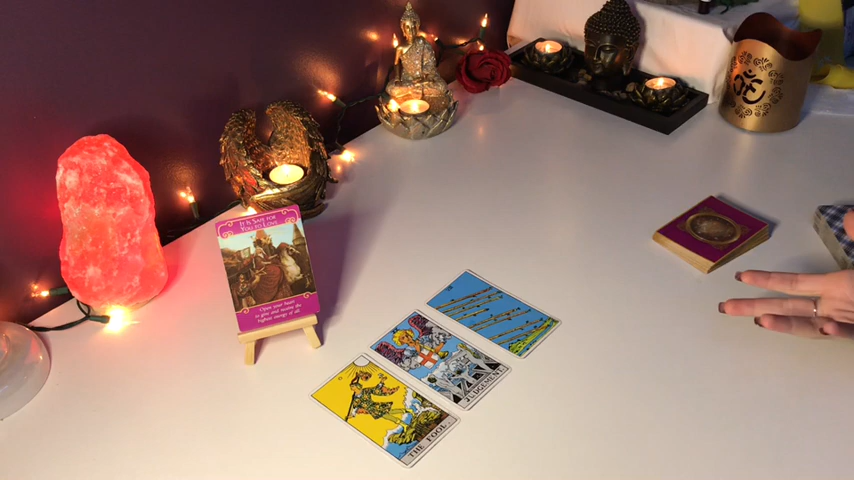 It Is Safe for
You to Love
Open your heart
to give and receive the
highest energy of all.
JUDGEMENT.
THE FOOL.